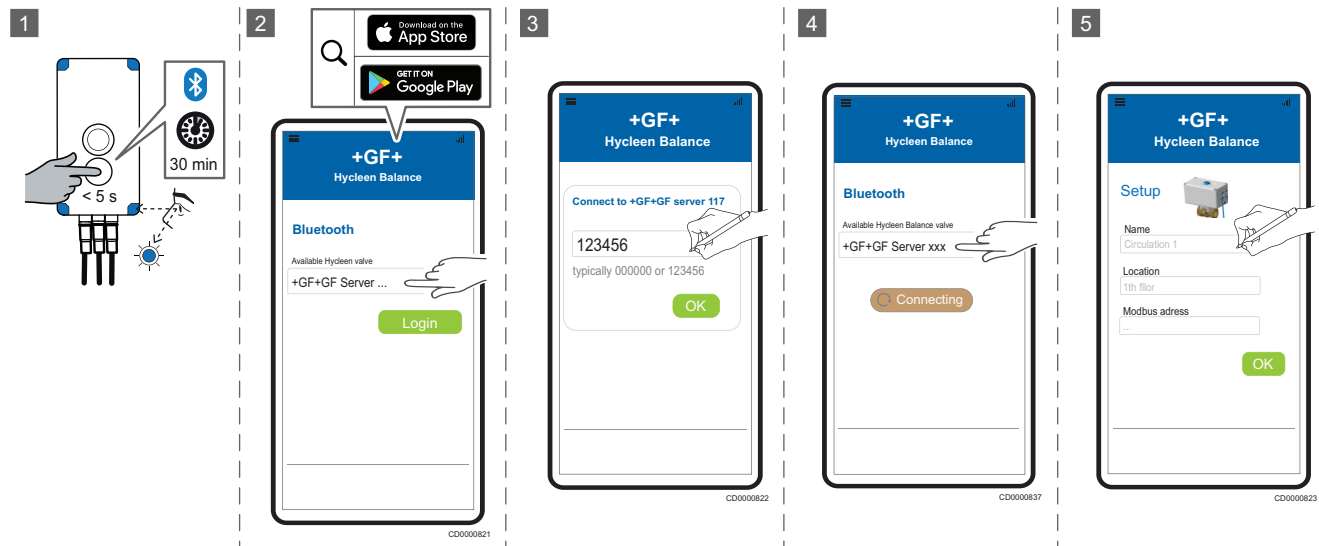 1
30 min
< 5 s
2
Download on the
App Store
GET IT ON
Google Play
+GF+
Hycleen Balance
Bluetooth
Available Hydeen valve
+GF+GF Server ...
Login
CD0000821
3
+GF+
Hycleen Balance
Connect to +GF+GF server 117
123456
typically 000000 or 123456
OK
CD0000822
4
+GF+
Hycleen Balance
Bluetooth
Available Hycleen Balance valve
+GF+GF Server xxx
Connecting
CD0000837
5
+GF+
Hycleen Balance
Setup
Name
Circulation 1
Location
1th fllor
Modbus adress
...
OK
CD0000823